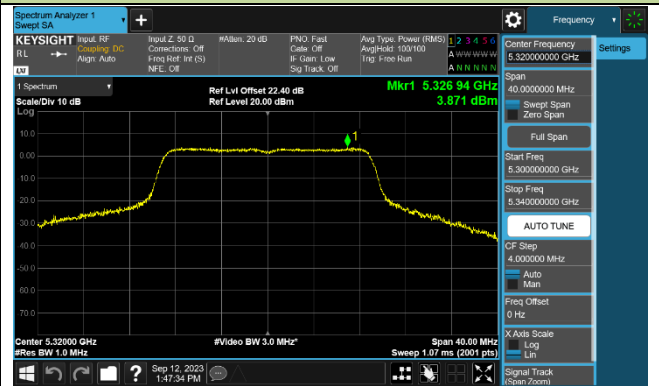 Spectrum Analyzer 1
Swept SA
+
Frequency
KEYSIGHT
RL
LXI
Input: RF
Coupling: DC
Align: Auto
Input Z: 50 Ω
Corrections: Off
Freq Ref: Int (S)
NFE: Off
#Atten: 20 dB
PNO: Fast
Gate: Off
IF Gain: Low
Sig Track: Off
Avg Type: Power (RMS)
Avg|Hold: 100/100
Trig: Free Run
1 2 3 4 5 6
A W W W W W
A N N N N N
1 Spectrum
Scale/Div 10 dB
Log
Ref Lvl Offset 22.40 dB
Ref Level 20.00 dBm
Mkr1 5.326 94 GHz
3.871 dBm
1
10.0
0.00
-10.0
-20.0
-30.0
-40.0
-50.0
-60.0
-70.0
Center 5.32000 GHz
#Res BW 1.0 MHz
#Video BW 3.0 MHz*
Span 40.00 MHz
Sweep 1.07 ms (2001 pts)
?
Sep 12, 2023
1:47:34 PM
Center Frequency
5.320000000 GHz
Settings
Span
40.0000000 MHz
Swept Span
Zero Span
Full Span
Start Freq
5.300000000 GHz
Stop Freq
5.340000000 GHz
AUTO TUNE
CF Step
4.000000 MHz
Auto
Man
Freq Offset
0 Hz
X Axis Scale
Log
Lin
Signal Track
(Span Zoom)